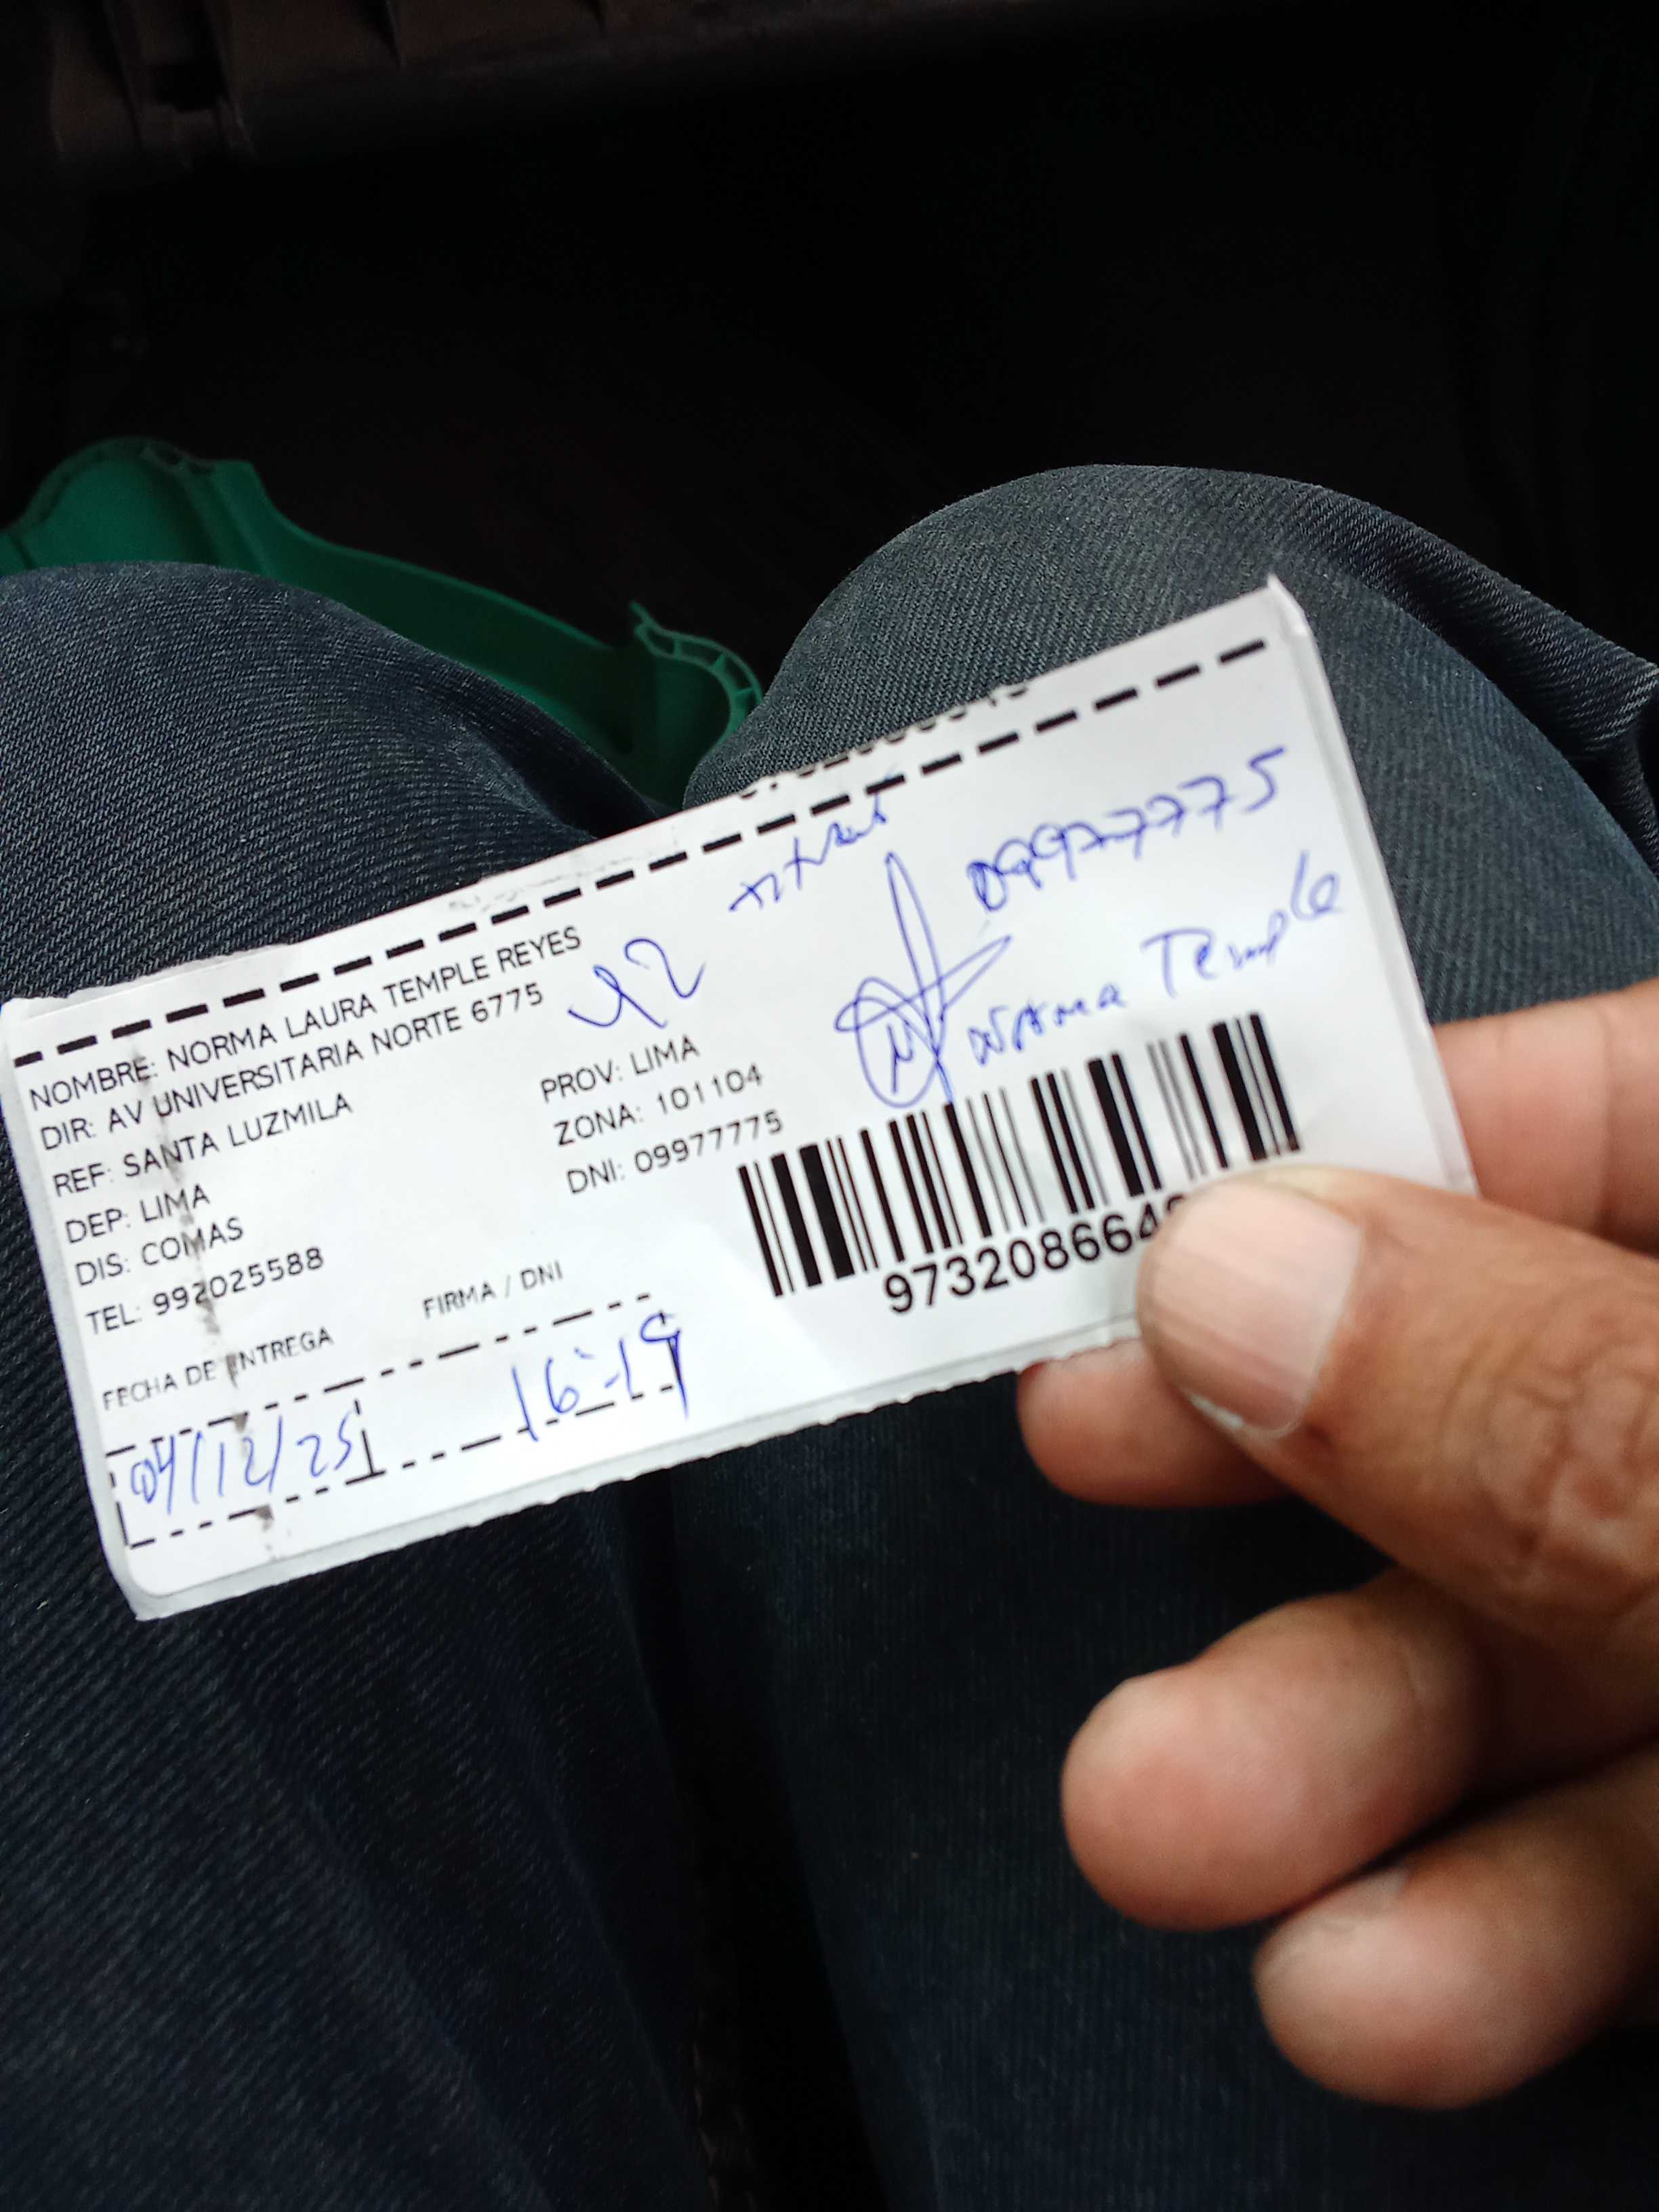 NOMBRE: NORMA LAURA TEMPLE REYES
DIR: AV UNIVERSITARIA NORTE 6775
REF: SANTA LUZMILA
DEP: LIMA
PROV: LIMA
DIS: COMAS
ZONA: 101104
TEL: 992025588
DNI: 09977775
FECHA DE ENTREGA
FIRMA / DNI
04/12/25
16:19
42
09977775
Norma Temple